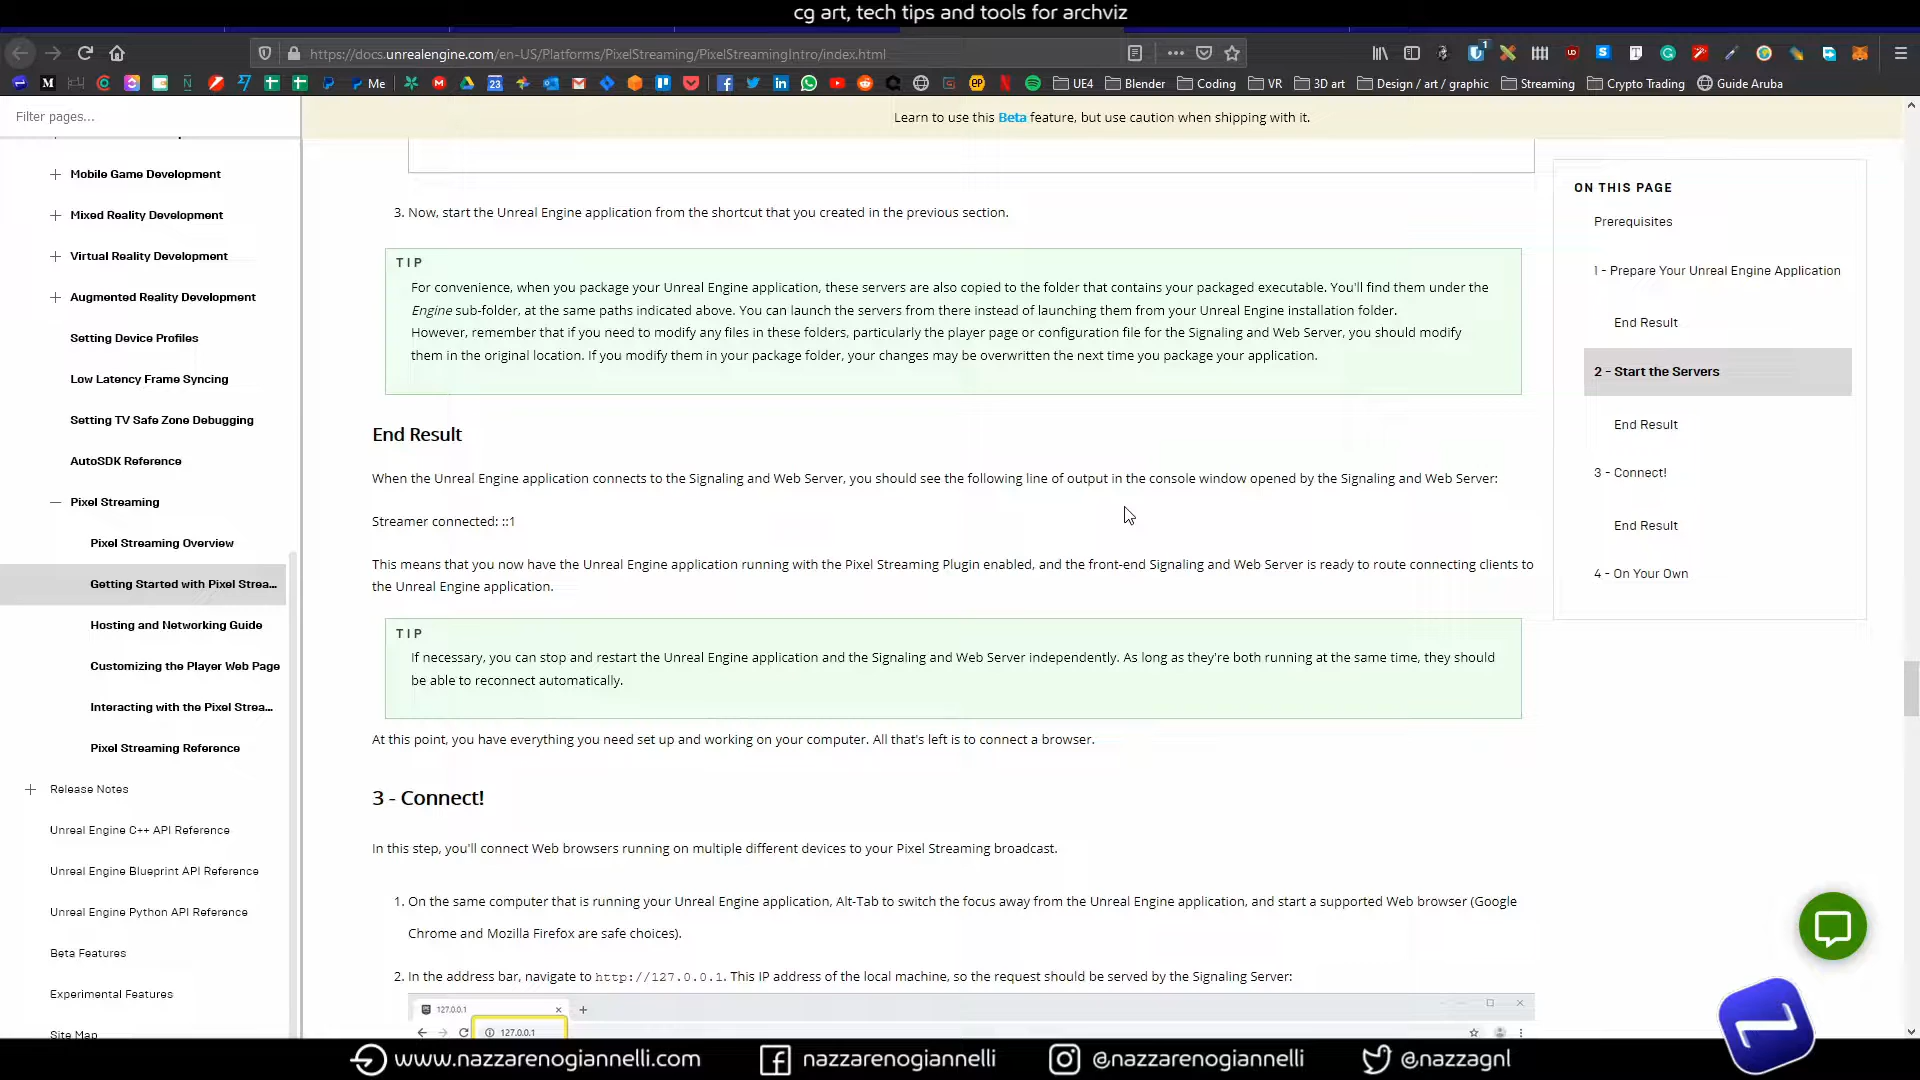 cg art, tech tips and tools for archviz
https://docs.unrealengine.com/en-US/Platforms/PixelStreaming/PixelStreamingIntro/index.html
Me
UE4
Blender
Coding
VR
3D art
Design / art / graphic
Streaming
Crypto Trading
Guide Aruba
Filter pages...
Learn to use this Beta feature, but use caution when shipping with it.
Mobile Game Development
Mixed Reality Development
Virtual Reality Development
Augmented Reality Development
Setting Device Profiles
Low Latency Frame Syncing
Setting TV Safe Zone Debugging
AutoSDK Reference
Pixel Streaming
Pixel Streaming Overview
Getting Started with Pixel Strea...
Hosting and Networking Guide
Customizing the Player Web Page
Interacting with the Pixel Strea...
Pixel Streaming Reference
Release Notes
Unreal Engine C++ API Reference
Unreal Engine Blueprint API Reference
Unreal Engine Python API Reference
Beta Features
Experimental Features
Site Map
3. Now, start the Unreal Engine application from the shortcut that you created in the previous section.
TIP
For convenience, when you package your Unreal Engine application, these servers are also copied to the folder that contains your packaged executable. You'll find them under the
Engine sub-folder, at the same paths indicated above. You can launch the servers from there instead of launching them from your Unreal Engine installation folder.
However, remember that if you need to modify any files in these folders, particularly the player page or configuration file for the Signaling and Web Server, you should modify
them in the original location. If you modify them in your package folder, your changes may be overwritten the next time you package your application.
End Result
When the Unreal Engine application connects to the Signaling and Web Server, you should see the following line of output in the console window opened by the Signaling and Web Server:
Streamer connected: ::1
This means that you now have the Unreal Engine application running with the Pixel Streaming Plugin enabled, and the front-end Signaling and Web Server is ready to route connecting clients to
the Unreal Engine application.
TIP
If necessary, you can stop and restart the Unreal Engine application and the Signaling and Web Server independently. As long as they're both running at the same time, they should
be able to reconnect automatically.
At this point, you have everything you need set up and working on your computer. All that's left is to connect a browser.
3 - Connect!
In this step, you'll connect Web browsers running on multiple different devices to your Pixel Streaming broadcast.
1. On the same computer that is running your Unreal Engine application, Alt-Tab to switch the focus away from the Unreal Engine application, and start a supported Web browser (Google
Chrome and Mozilla Firefox are safe choices).
2. In the address bar, navigate to http://127.0.0.1. This IP address of the local machine, so the request should be served by the Signaling Server:
127.0.0.1
127.0.0.1
ON THIS PAGE
Prerequisites
1 - Prepare Your Unreal Engine Application
End Result
2 - Start the Servers
End Result
3 - Connect!
End Result
4 - On Your Own
www.nazzarenogiannelli.com
nazzarenogiannelli
@nazzarenogiannelli
@nazzagnl